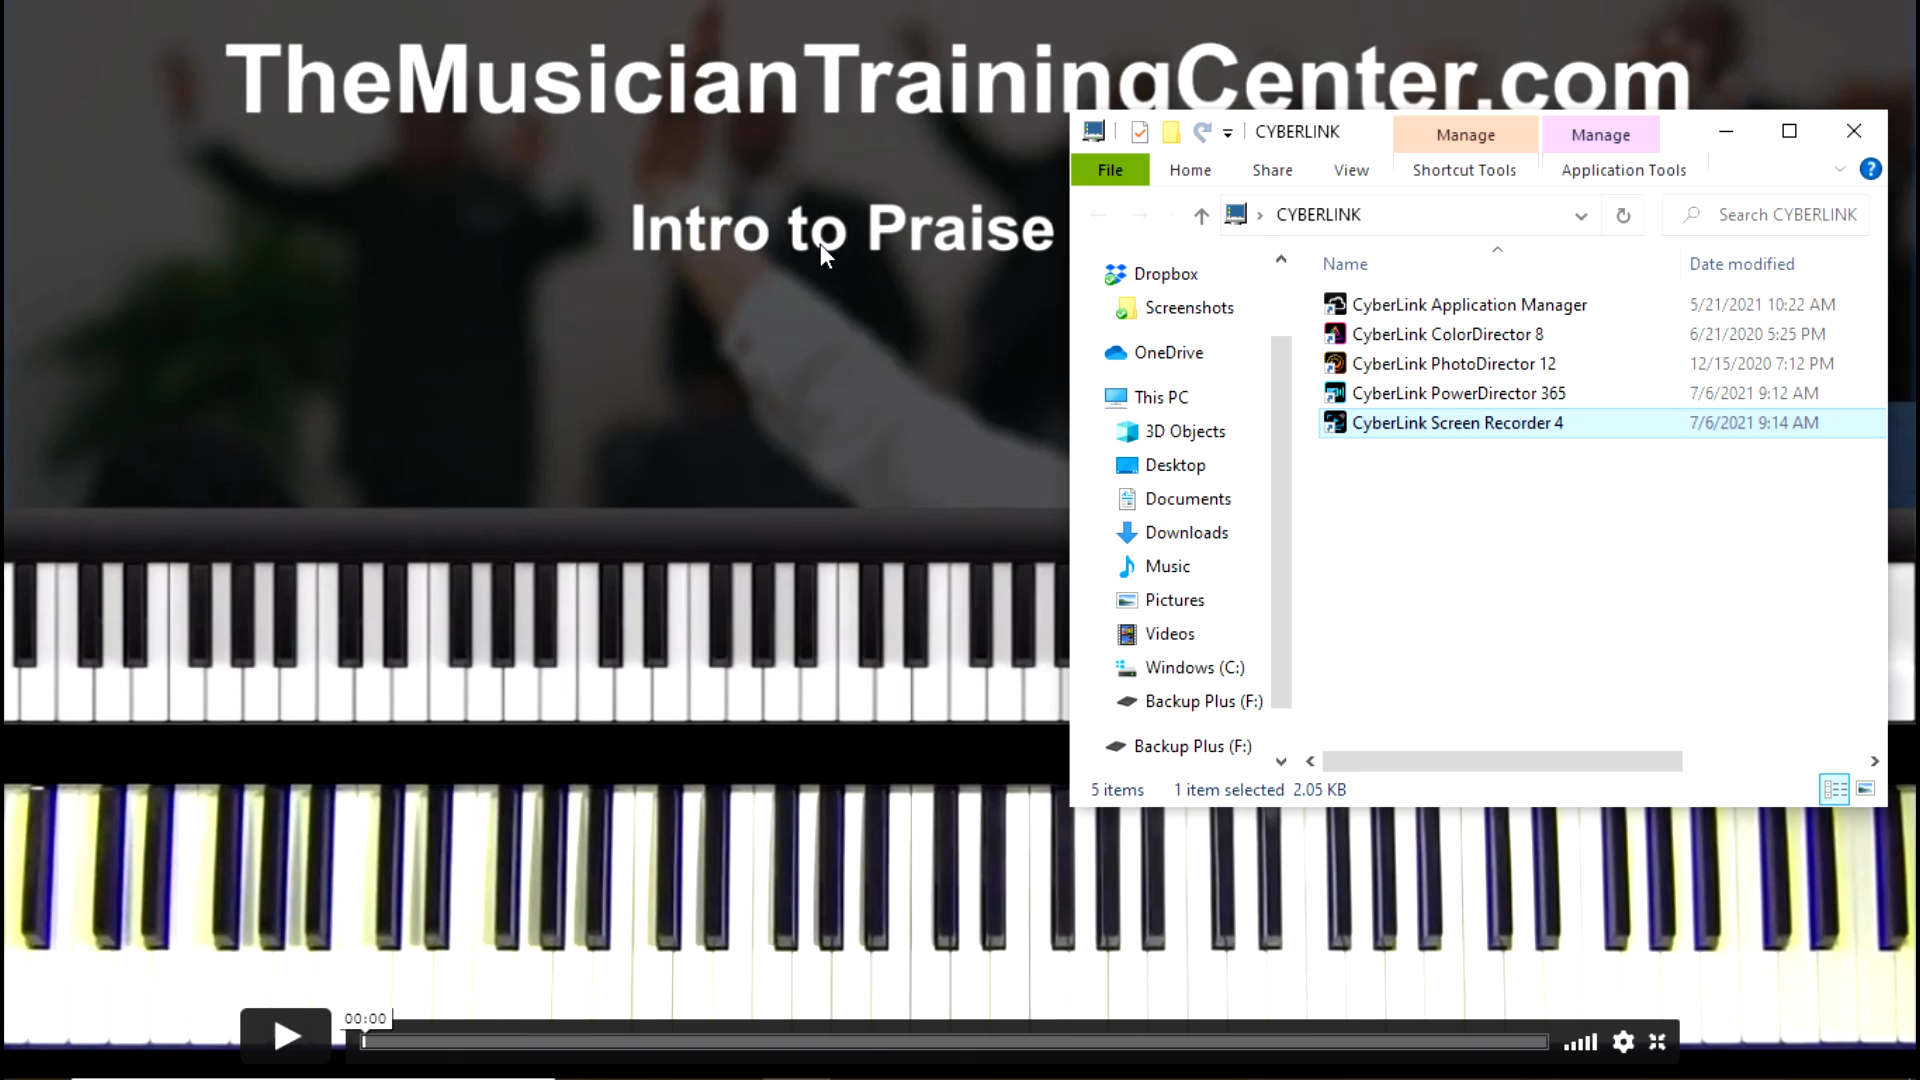 TheMusicianTrainingCenter.com
Intro to Praise
CYBERLINK
Manage
Manage
File
Home
Share
View
Shortcut Tools
Application Tools
CYBERLINK
Search CYBERLINK
Name
Date modified
Dropbox
Screenshots
OneDrive
This PC
3D Objects
Desktop
Documents
Downloads
Music
Pictures
Videos
Windows (C:)
Backup Plus (F:)
Backup Plus (F:)
CyberLink Application Manager 5/21/2021 10:22 AM
CyberLink ColorDirector 8 6/21/2020 5:25 PM
CyberLink PhotoDirector 12 12/15/2020 7:12 PM
CyberLink PowerDirector 365 7/6/2021 9:12 AM
CyberLink Screen Recorder 4 7/6/2021 9:14 AM
5 items 1 item selected 2.05 KB
00:00